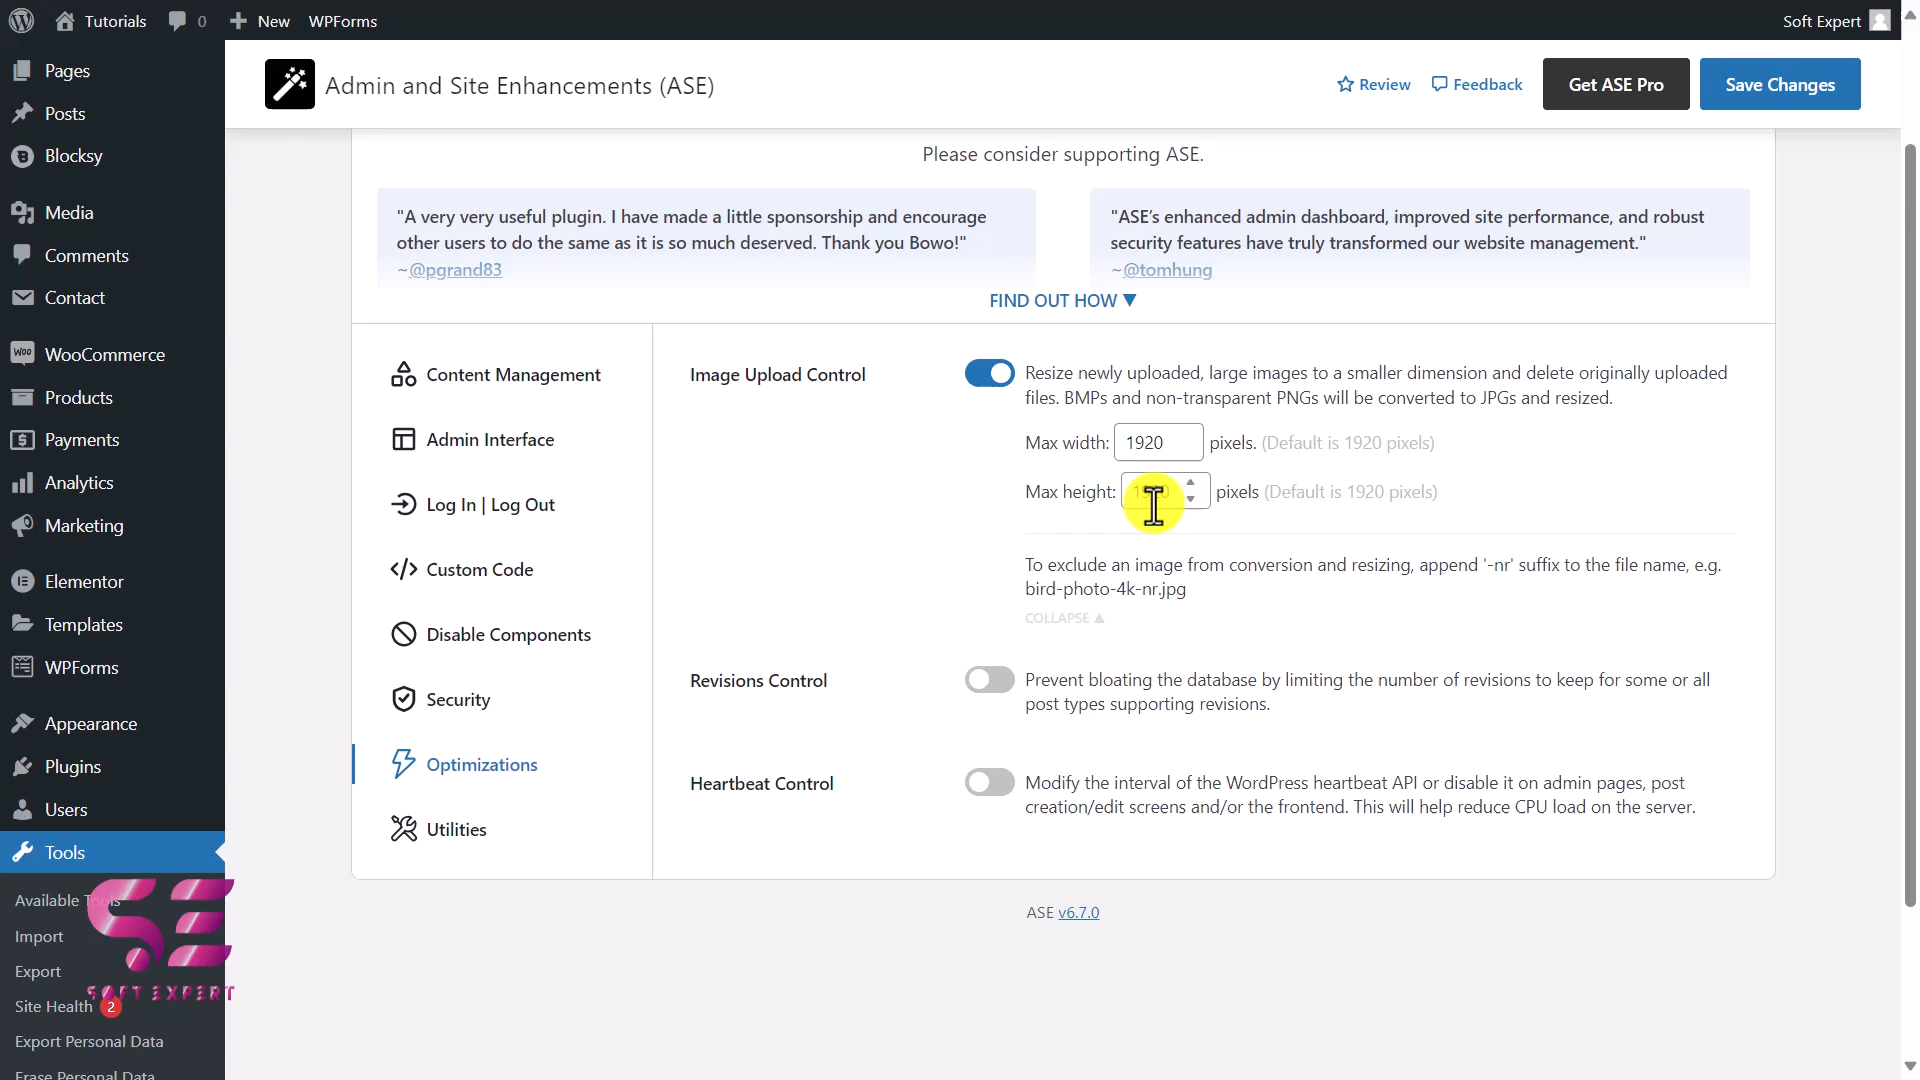 Tutorials
0
New
WPForms
Soft Expert
Pages
Posts
Blocksy
Media
Comments
Contact
WooCommerce
Products
Payments
Analytics
Marketing
Elementor
Templates
WPForms
Appearance
Plugins
Users
Tools
Available Tools
Import
Export
Site Health 2
Export Personal Data
Erase Personal Data
SOFT EXPERT
Admin and Site Enhancements (ASE)
Review
Feedback
Get ASE Pro
Save Changes
Please consider supporting ASE.
"A very very useful plugin. I have made a little sponsorship and encourage
other users to do the same as it is so much deserved. Thank you Bowo!"
~@pgrand83
"ASE's enhanced admin dashboard, improved site performance, and robust
security features have truly transformed our website management."
~@tomhung
FIND OUT HOW ▼
Content Management
Admin Interface
Log In | Log Out
Custom Code
Disable Components
Security
Optimizations
Utilities
Image Upload Control
Resize newly uploaded, large images to a smaller dimension and delete originally uploaded
files. BMPs and non-transparent PNGs will be converted to JPGs and resized.
Max width: 1920 pixels. (Default is 1920 pixels)
Max height: pixels (Default is 1920 pixels)
To exclude an image from conversion and resizing, append '-nr' suffix to the file name, e.g.
bird-photo-4k-nr.jpg
COLLAPSE ▲
Revisions Control
Prevent bloating the database by limiting the number of revisions to keep for some or all
post types supporting revisions.
Heartbeat Control
Modify the interval of the WordPress heartbeat API or disable it on admin pages, post
creation/edit screens and/or the frontend. This will help reduce CPU load on the server.
ASE v6.7.0